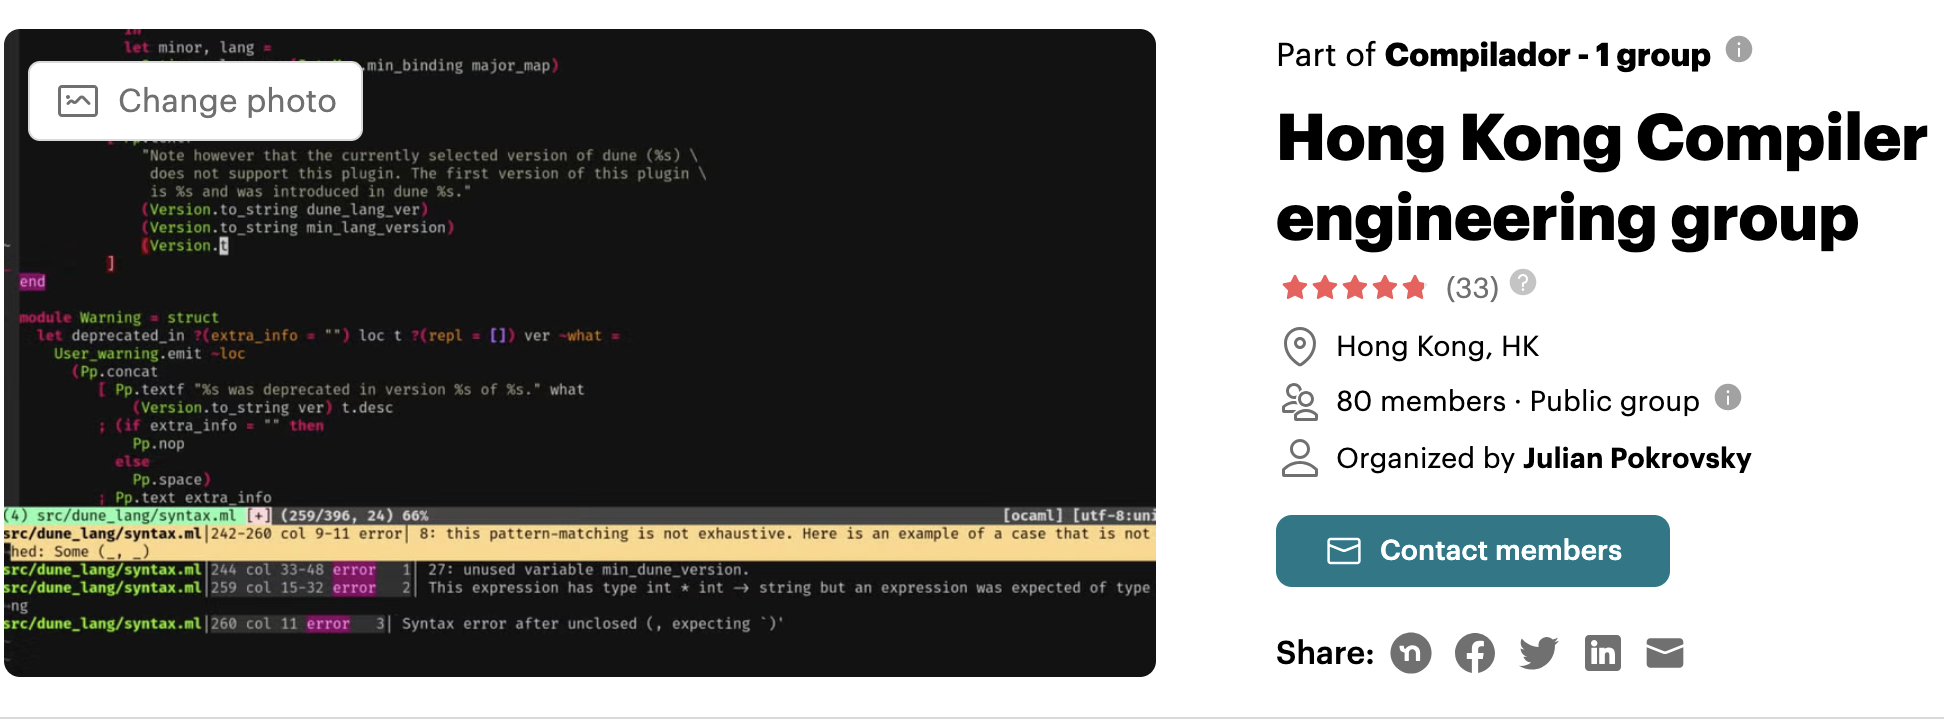 in
let minor, lang =
.min_binding major_map)
Change photo
"Note however that the currently selected version of dune (%s) \
does not support this plugin. The first version of this plugin \
is %s and was introduced in dune %s."
(Version.to_string dune_lang_ver)
(Version.to_string min_lang_version)
(Version.t
]
end
module Warning = struct
let deprecated_in ?(extra_info = "") loc t ?(repl = []) ver ~what =
User_warning.emit ~loc
(Pp.concat
[ Pp.textf "%s was deprecated in version %s of %s." what
(Version.to_string ver) t.desc
; (if extra_info = "" then
Pp.nop
else
Pp.space)
; Pp.text extra_info
(4) src/dune_lang/syntax.ml [+] (259/396, 24) 66% [ocaml] [utf-8:uni
src/dune_lang/syntax.ml|242-260 col 9-11 error| 8: this pattern-matching is not exhaustive. Here is an example of a case that is not
hed: Some (_, _)
src/dune_lang/syntax.ml|244 col 33-48 error 1| 27: unused variable min_dune_version.
src/dune_lang/syntax.ml|259 col 15-32 error 2| This expression has type int * int -> string but an expression was expected of type
ng
src/dune_lang/syntax.ml|260 col 11 error 3| Syntax error after unclosed (, expecting `)'
Part of Compilador - 1 group
Hong Kong Compiler
engineering group
(33)
Hong Kong, HK
80 members · Public group
Organized by Julian Pokrovsky
Contact members
Share: